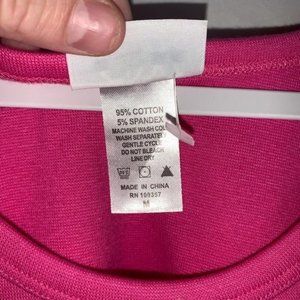 95% COTTON
5% SPANDEX
MACHINE WASH COLD
WASH SEPARATELY
GENTLE CYCLE
DO NOT BLEACH
LINE DRY
MADE IN CHINA
RN 109357
M